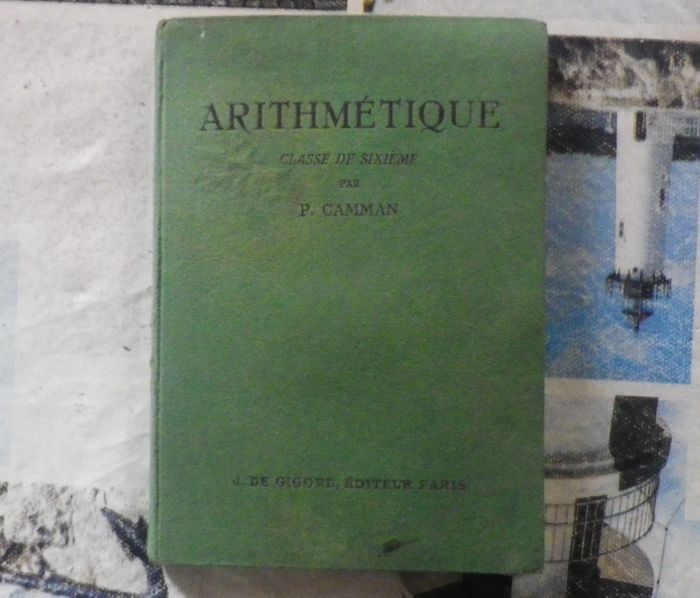 ARITHMÉTIQUE
CLASSE DE SIXIÈME
PAR
P. CAMMAN
J. DE GIGORD, ÉDITEUR PARIS